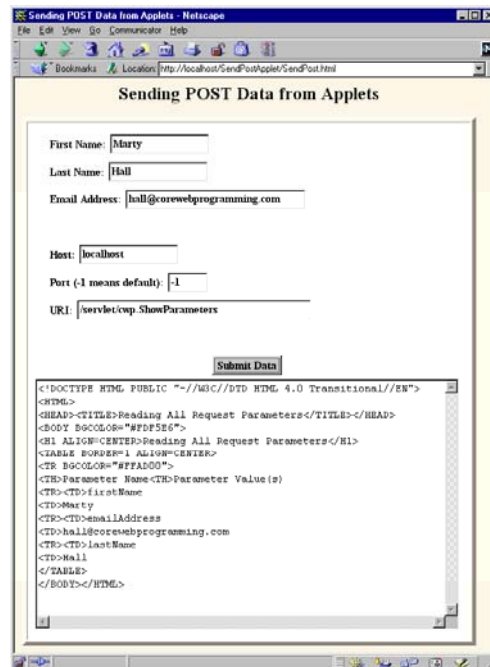 Sending POST Data from Applets - Netscape
File Edit View Go Communicator Help
Bookmarks Location: http://localhost/SendPostApplet/SendPost.html
Sending POST Data from Applets
First Name: Marty
Last Name: Hall
Email Address: hall@corewebprogramming.com
Host: localhost
Port (-1 means default): -1
URI: /servlet/cwp.ShowParameters
Submit Data
<!DOCTYPE HTML PUBLIC "-//W3C//DTD HTML 4.0 Transitional//EN">
<HTML>
<HEAD><TITLE>Reading All Request Parameters</TITLE></HEAD>
<BODY BGCOLOR="#FDF5E6">
<H1 ALIGN=CENTER>Reading All Request Parameters</H1>
<TABLE BORDER=1 ALIGN=CENTER>
<TR BGCOLOR="#FFAD00">
<TH>Parameter Name<TH>Parameter Value(s)
<TR><TD>firstName
<TD>Marty
<TR><TD>emailAddress
<TD>hall@corewebprogramming.com
<TR><TD>lastName
<TD>Hall
</TABLE>
</BODY></HTML>